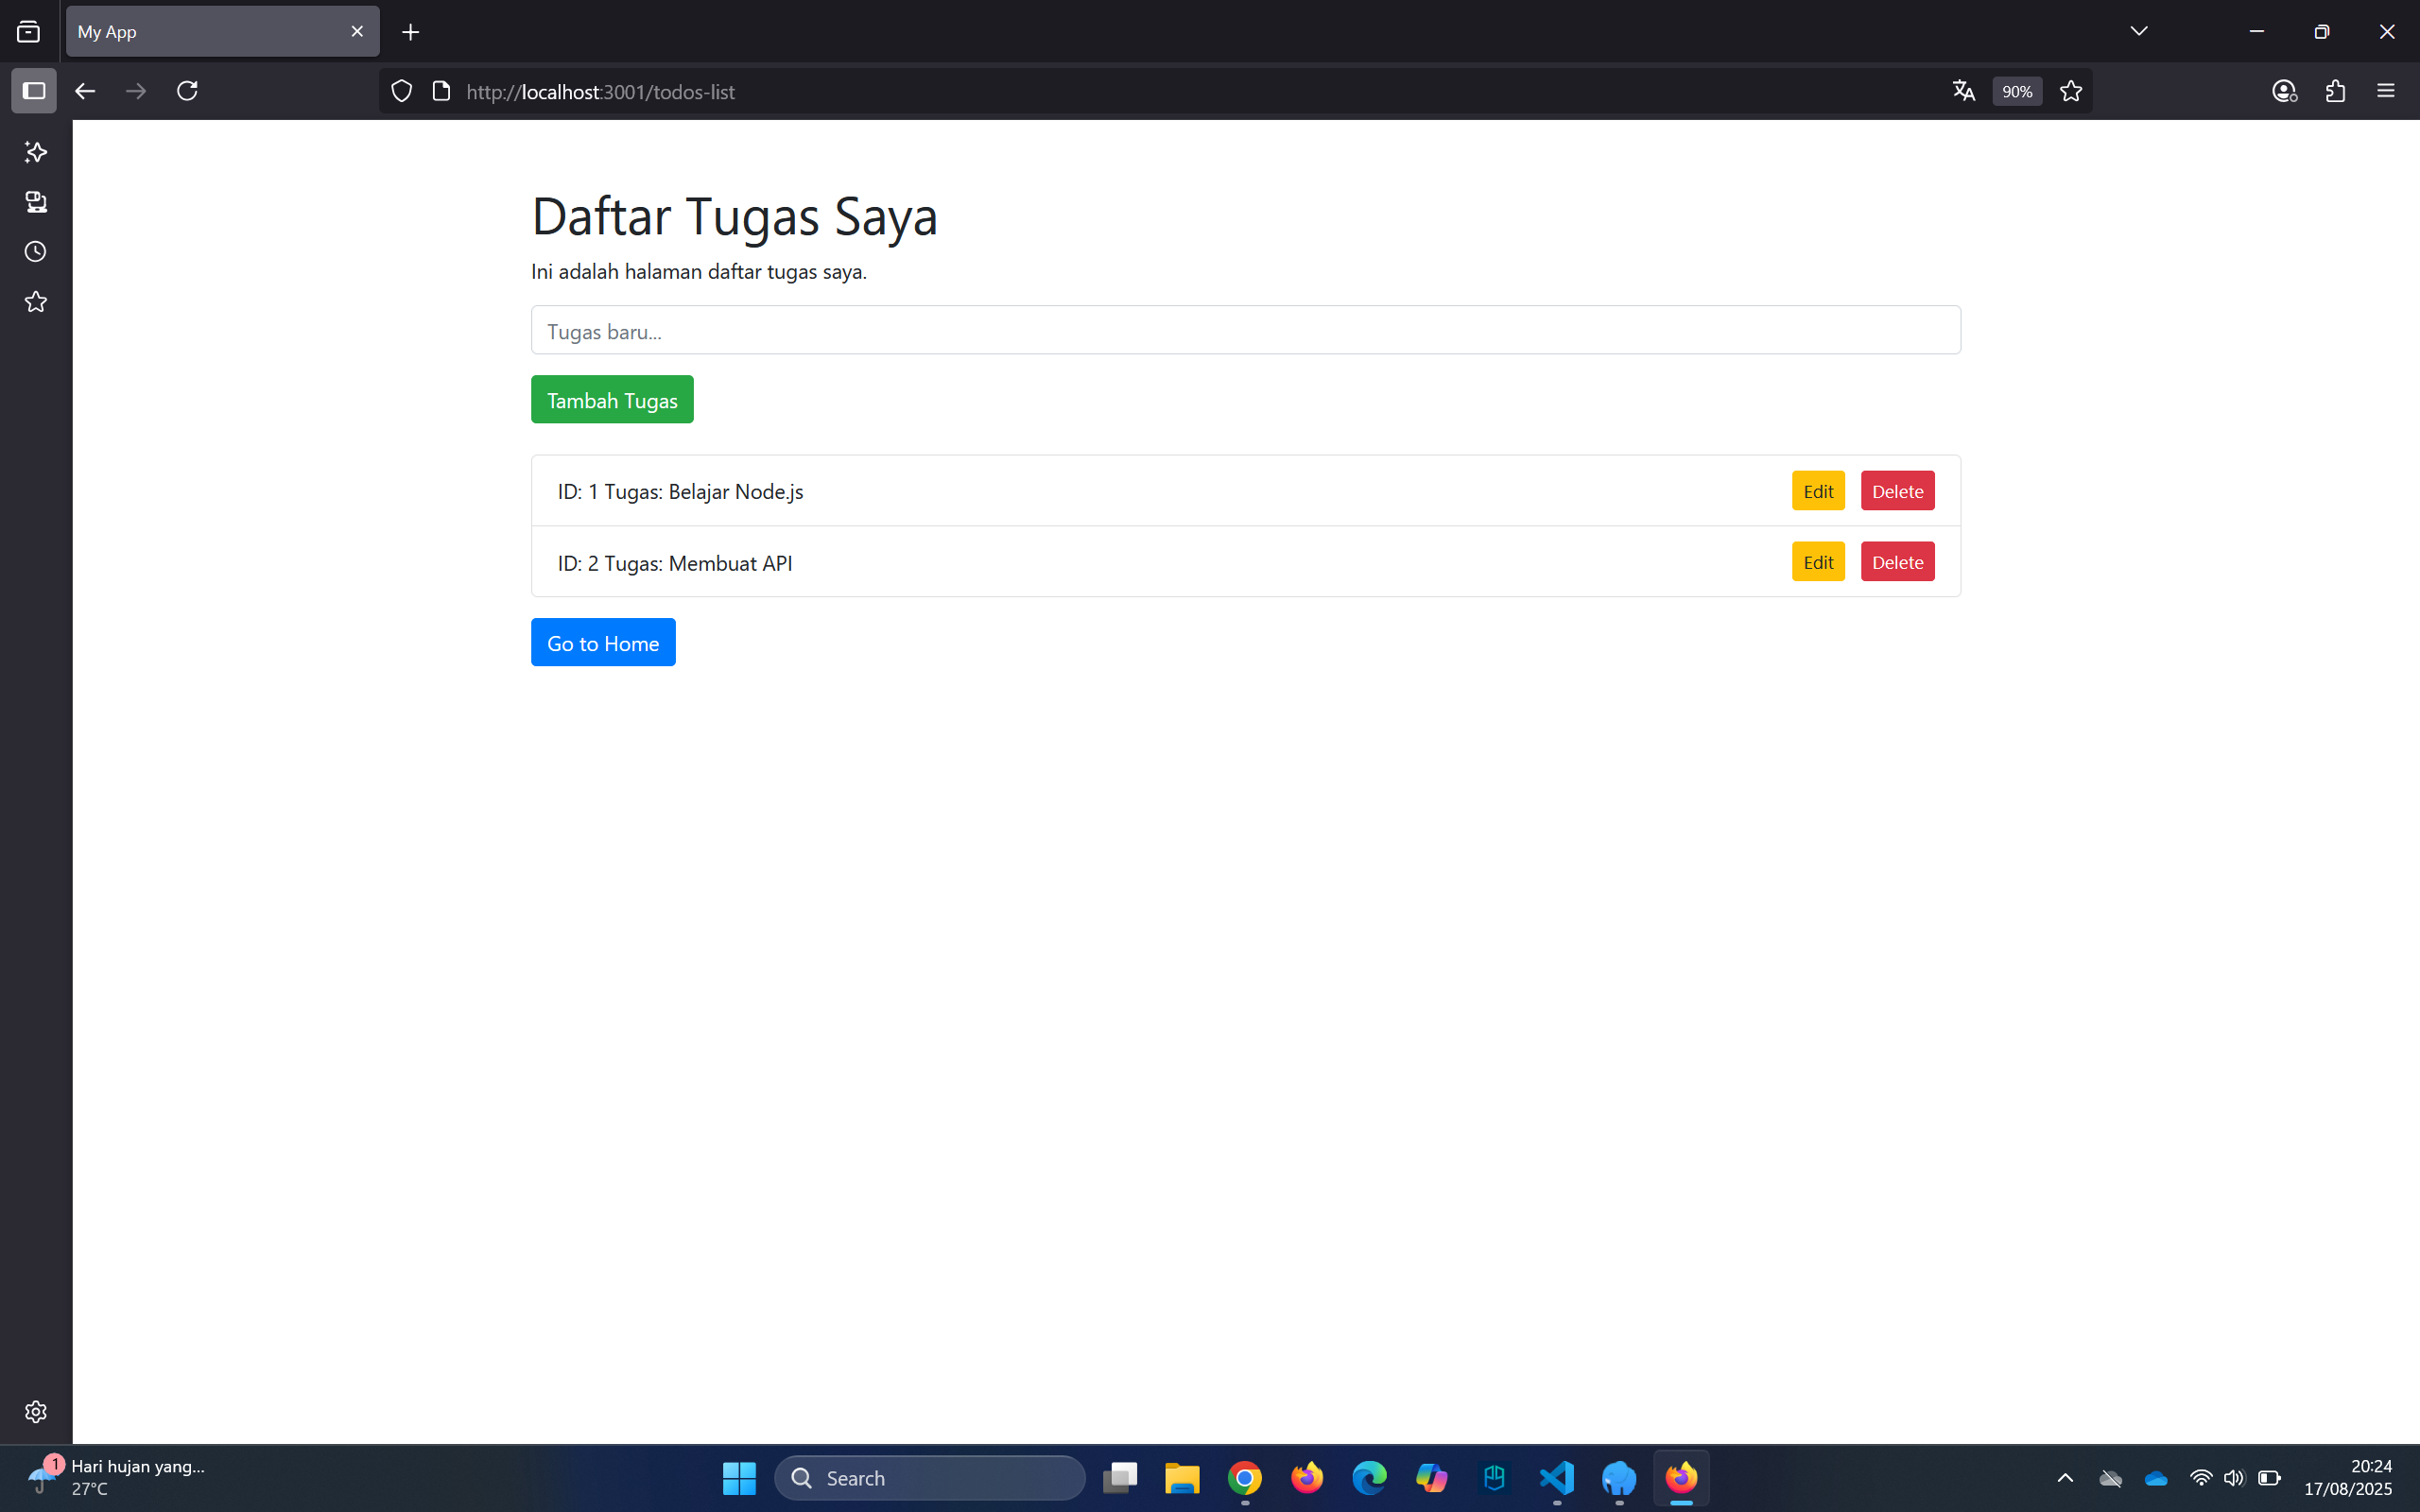 My App
http://localhost:3001/todos-list
90%
Daftar Tugas Saya
Ini adalah halaman daftar tugas saya.
Tugas baru...
Tambah Tugas
ID: 1 Tugas: Belajar Node.js Edit Delete
ID: 2 Tugas: Membuat API Edit Delete
Go to Home
1 Hari hujan yang...
27°C
Search
20:24
17/08/2025